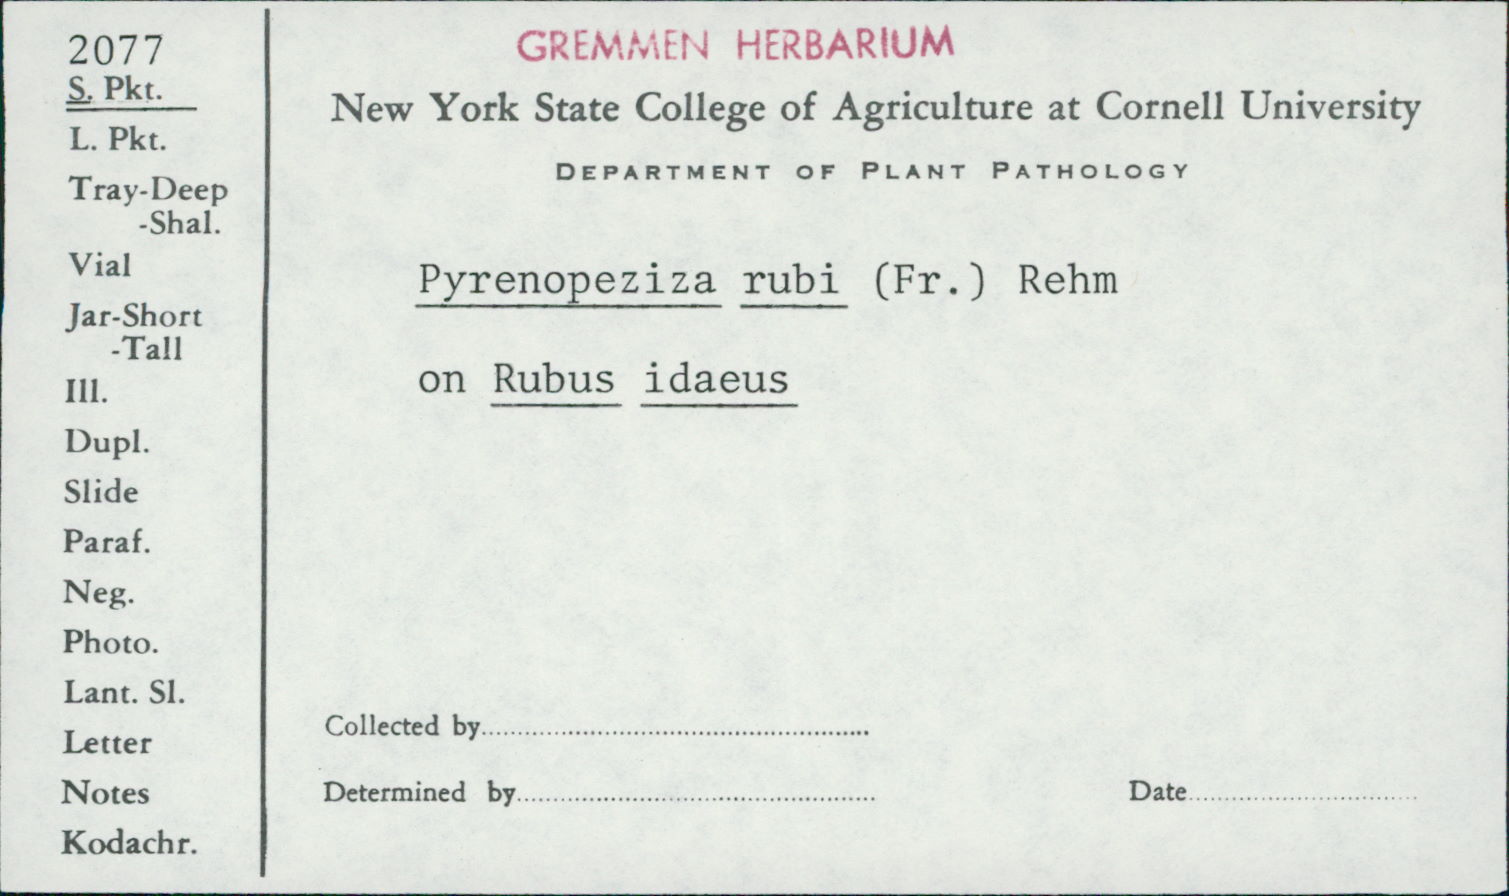 2077
S. Pkt.
L. Pkt.
Tray-Deep
-Shal.
Vial
Jar-Short
-Tall
Ill.
Dupl.
Slide
Paraf.
Neg.
Photo.
Lant. Sl.
Letter
Notes
Kodachr.
GREMMEN HERBARIUM
New York State College of Agriculture at Cornell University
DEPARTMENT OF PLANT PATHOLOGY
Pyrenopeziza rubi (Fr.) Rehm
on Rubus idaeus
Collected by
Determined by
Date